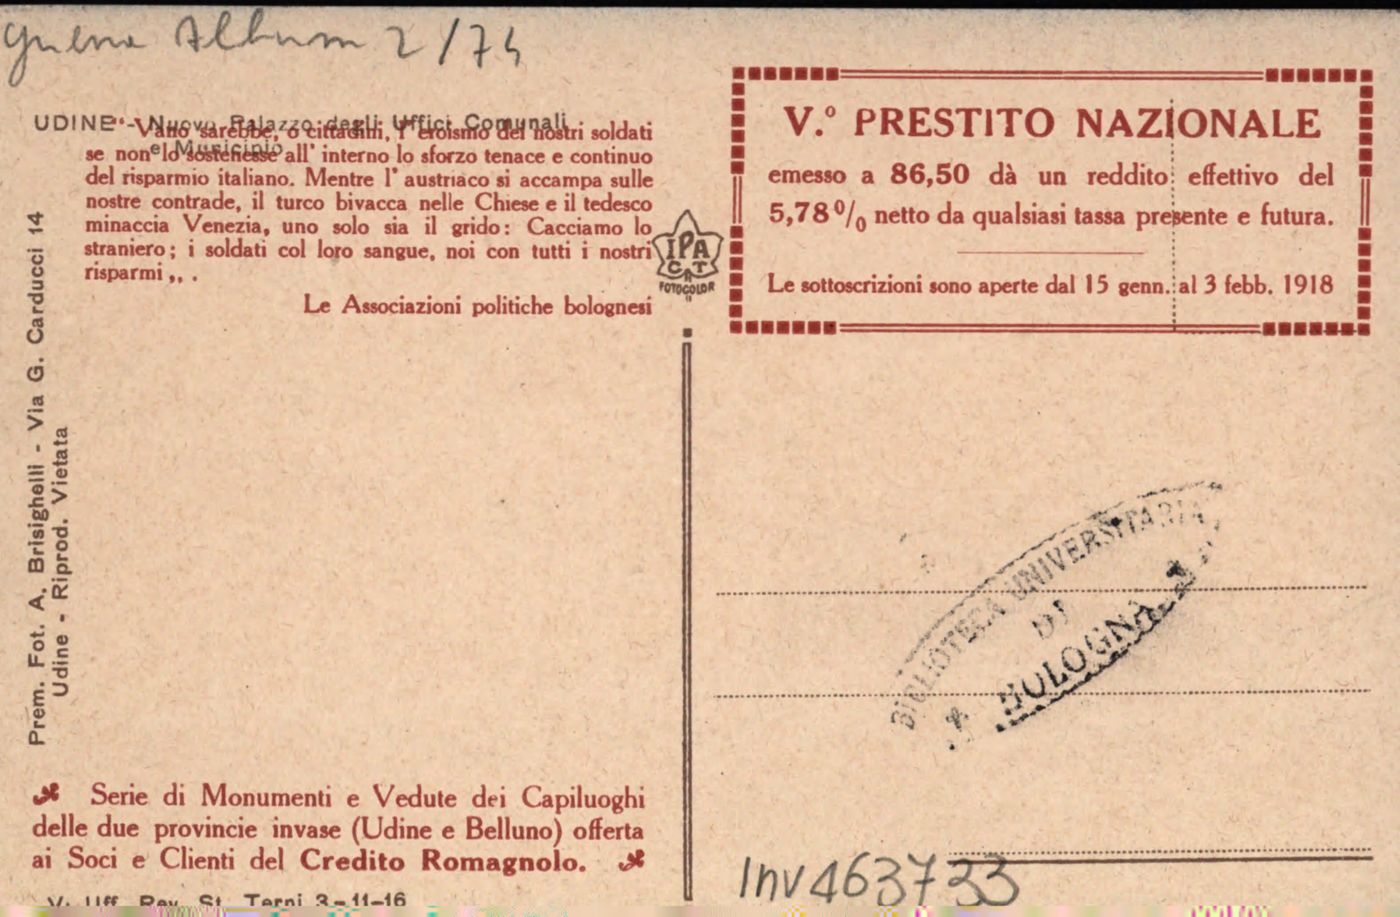 Guerra Album 2/74
UDINE - Nuovo Palazzo degli Uffici Comunali
e Municipio
“Vano sarebbe, o cittadini, l' eroismo dei nostri soldati
se non lo sostenesse all' interno lo sforzo tenace e continuo
del risparmio italiano. Mentre l' austriaco si accampa sulle
nostre contrade, il turco bivacca nelle Chiese e il tedesco
minaccia Venezia, uno solo sia il grido: Cacciamo lo
straniero; i soldati col loro sangue, noi con tutti i nostri
risparmi „ .
Le Associazioni politiche bolognesi
Prem. Fot. A. Brisighelli - Via G. Carducci 14
Udine - Riprod. Vietata
IPA
C T
FOTOCOLOR
V.º PRESTITO NAZIONALE
emesso a 86,50 dà un reddito effettivo del
5,78 % netto da qualsiasi tassa presente e futura.
Le sottoscrizioni sono aperte dal 15 genn. al 3 febb. 1918
BIBLIOTECA UNIVERSITARIA
DI
BOLOGNA
Serie di Monumenti e Vedute dei Capiluoghi
delle due provincie invase (Udine e Belluno) offerta
ai Soci e Clienti del Credito Romagnolo.
V. Uff. Rev. St. Terni 3-11-16
Inv 463733